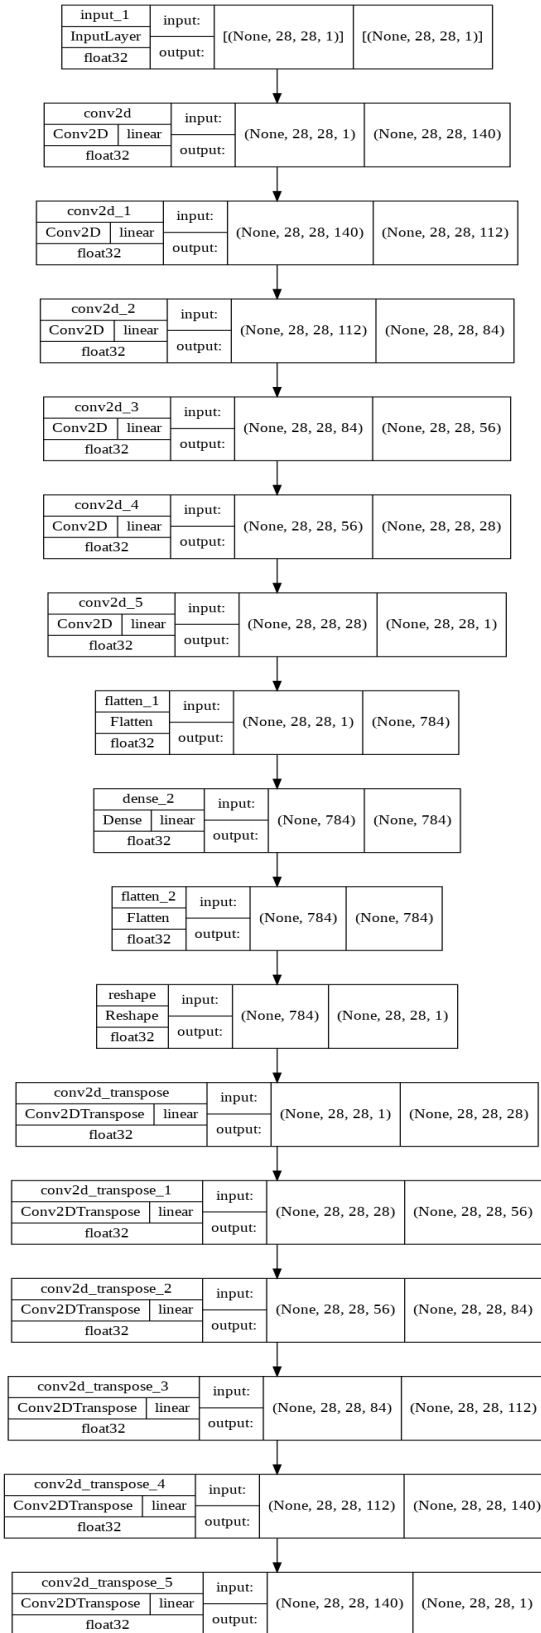 input_1
InputLayer
float32
input:
output:
[(None, 28, 28, 1)]
[(None, 28, 28, 1)]
conv2d
Conv2D linear
float32
input:
output:
(None, 28, 28, 1)
(None, 28, 28, 140)
conv2d_1
Conv2D linear
float32
input:
output:
(None, 28, 28, 140)
(None, 28, 28, 112)
conv2d_2
Conv2D linear
float32
input:
output:
(None, 28, 28, 112)
(None, 28, 28, 84)
conv2d_3
Conv2D linear
float32
input:
output:
(None, 28, 28, 84)
(None, 28, 28, 56)
conv2d_4
Conv2D linear
float32
input:
output:
(None, 28, 28, 56)
(None, 28, 28, 28)
conv2d_5
Conv2D linear
float32
input:
output:
(None, 28, 28, 28)
(None, 28, 28, 1)
flatten_1
Flatten
float32
input:
output:
(None, 28, 28, 1)
(None, 784)
dense_2
Dense linear
float32
input:
output:
(None, 784)
(None, 784)
flatten_2
Flatten
float32
input:
output:
(None, 784)
(None, 784)
reshape
Reshape
float32
input:
output:
(None, 784)
(None, 28, 28, 1)
conv2d_transpose
Conv2DTranspose linear
float32
input:
output:
(None, 28, 28, 1)
(None, 28, 28, 28)
conv2d_transpose_1
Conv2DTranspose linear
float32
input:
output:
(None, 28, 28, 28)
(None, 28, 28, 56)
conv2d_transpose_2
Conv2DTranspose linear
float32
input:
output:
(None, 28, 28, 56)
(None, 28, 28, 84)
conv2d_transpose_3
Conv2DTranspose linear
float32
input:
output:
(None, 28, 28, 84)
(None, 28, 28, 112)
conv2d_transpose_4
Conv2DTranspose linear
float32
input:
output:
(None, 28, 28, 112)
(None, 28, 28, 140)
conv2d_transpose_5
Conv2DTranspose linear
float32
input:
output:
(None, 28, 28, 140)
(None, 28, 28, 1)